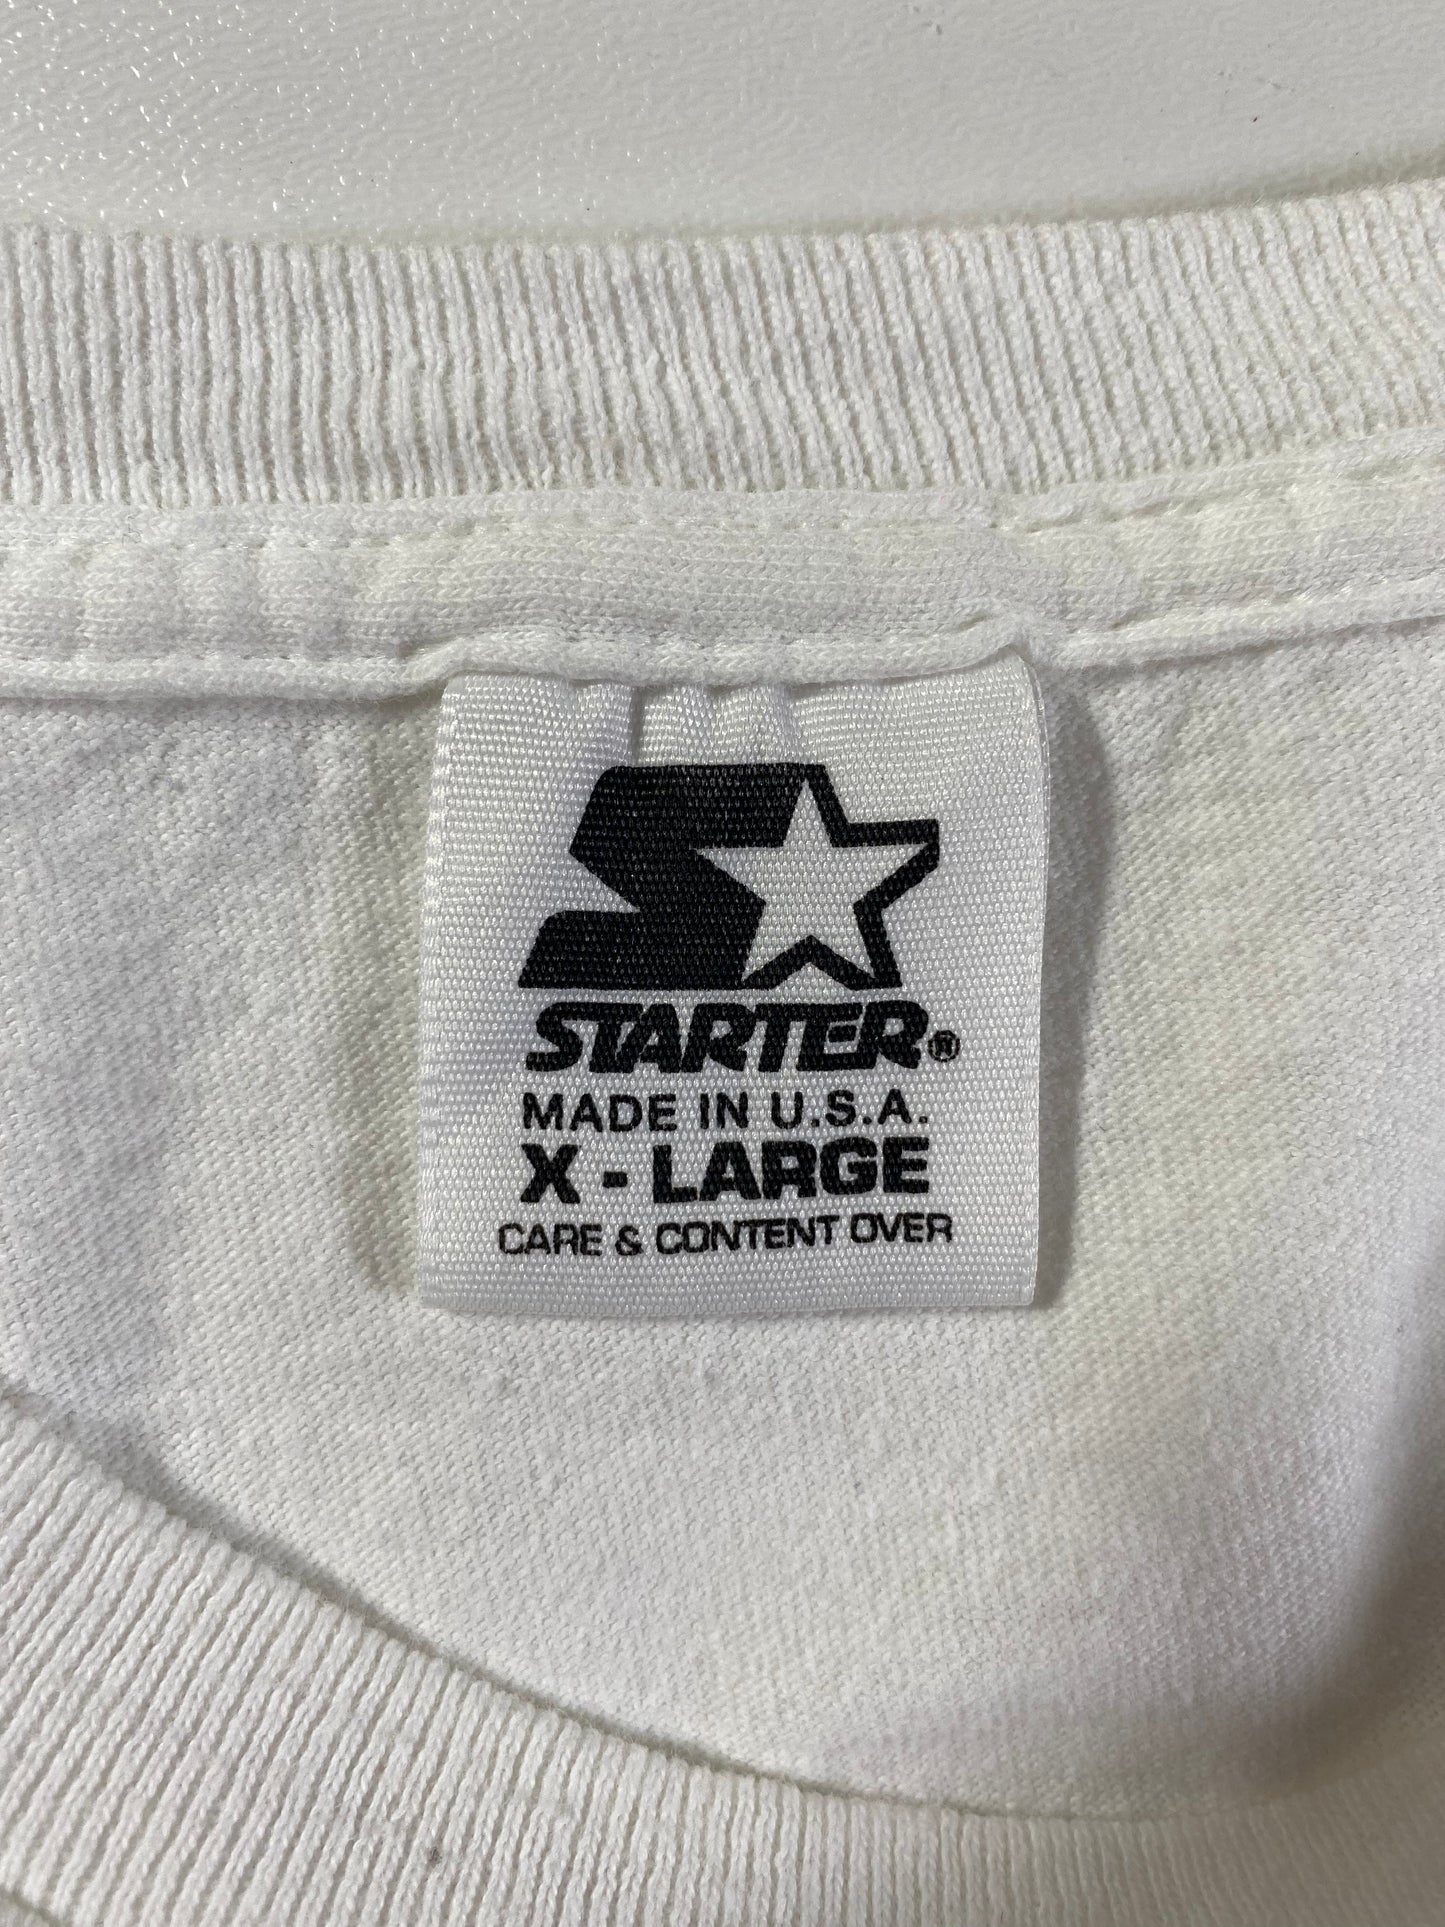 STARTER®
MADE IN U.S.A.
X-LARGE
CARE & CONTENT OVER